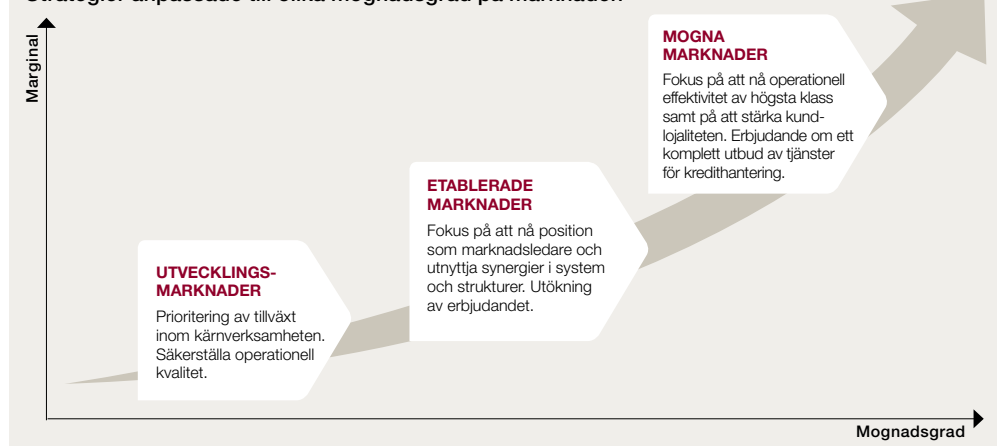 Strategier anpassade till olika mognadsgrad på marknaden
Marginal
MOGNA
MARKNADER
Fokus på att nå operationell
effektivitet av högsta klass
samt på att stärka kund-
lojaliteten. Erbjudande om ett
komplett utbud av tjänster
för kredithantering.
ETABLERADE
MARKNADER
Fokus på att nå position
som marknadsledare och
utnyttja synergier i system
och strukturer. Utökning
av erbjudandet.
UTVECKLINGS-
MARKNADER
Prioritering av tillväxt
inom kärnverksamheten.
Säkerställa operationell
kvalitet.
Mognadsgrad